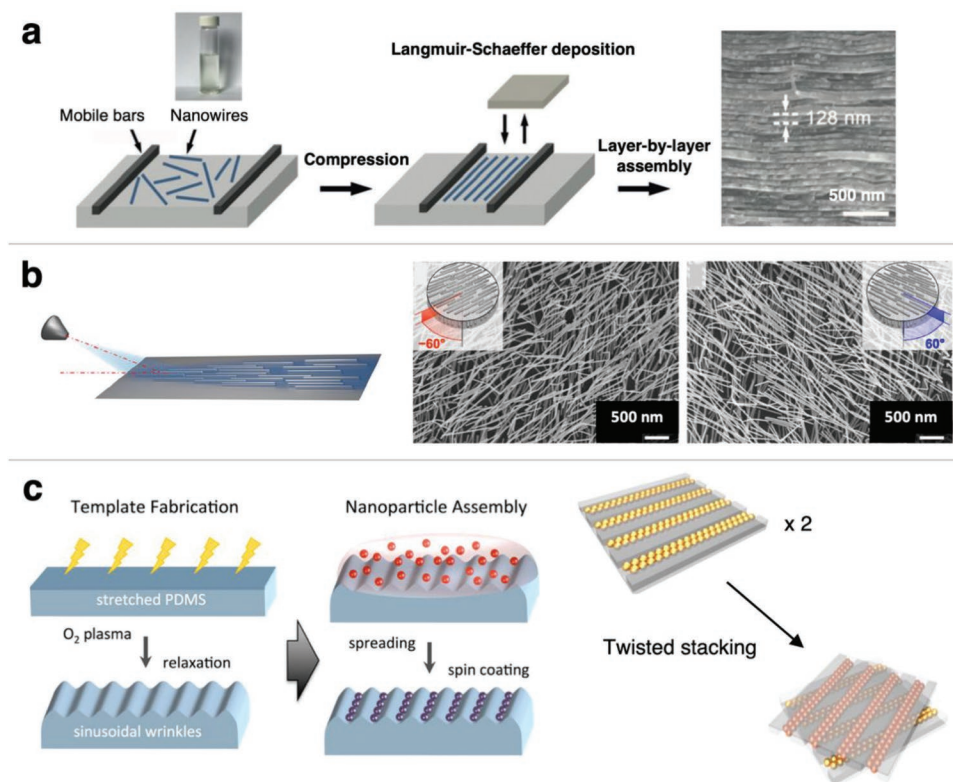 a
Langmuir-Schaeffer deposition
Mobile bars
Nanowires
Compression
Layer-by-layer
assembly
128 nm
500 nm
b
−60°
500 nm
60°
500 nm
c
Template Fabrication
stretched PDMS
O₂ plasma
relaxation
sinusoidal wrinkles
Nanoparticle Assembly
spreading
spin coating
x 2
Twisted stacking